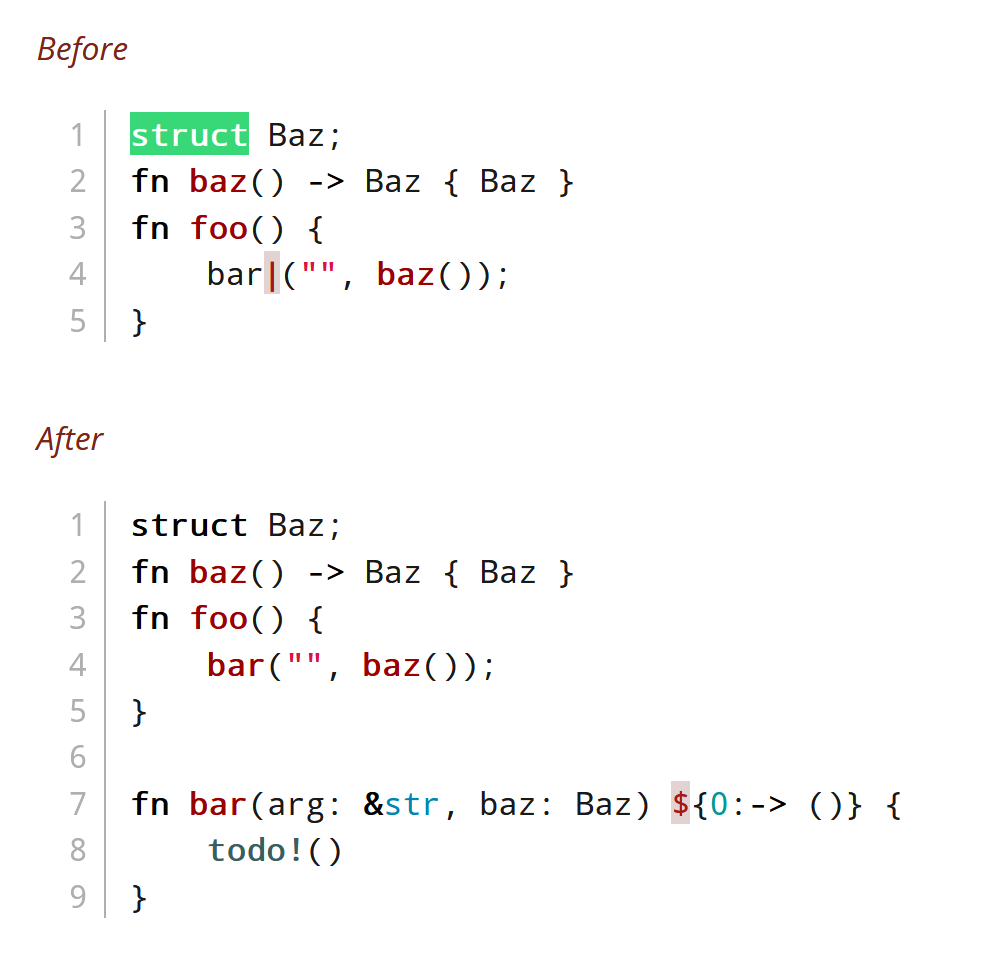 Before
1 struct Baz;
2 fn baz() -> Baz { Baz }
3 fn foo() {
4     bar|("", baz());
5 }
After
1 struct Baz;
2 fn baz() -> Baz { Baz }
3 fn foo() {
4     bar("", baz());
5 }
6
7 fn bar(arg: &str, baz: Baz) ${0:-> ()} {
8     todo!()
9 }